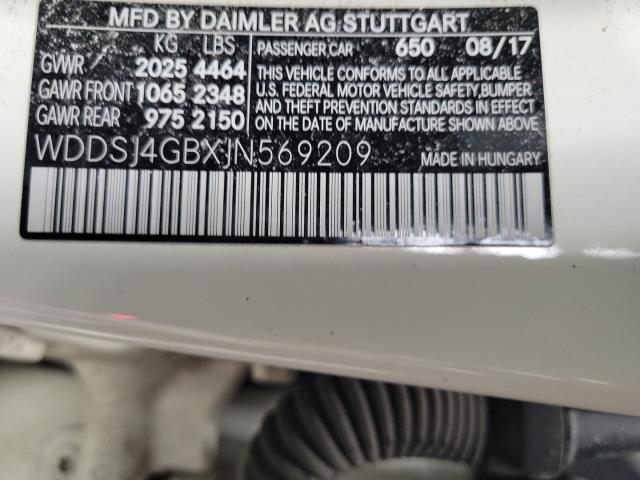 MFD BY DAIMLER AG STUTTGART
KG LBS PASSENGER CAR 650 08/17
GVWR 2025 4464 THIS VEHICLE CONFORMS TO ALL APPLICABLE
GAWR FRONT 1065 2348 U.S. FEDERAL MOTOR VEHICLE SAFETY,BUMPER
GAWR REAR 975 2150 AND THEFT PREVENTION STANDARDS IN EFFECT
ON THE DATE OF MANUFACTURE SHOWN ABOVE.
WDDSJ4GBXJN569209 MADE IN HUNGARY